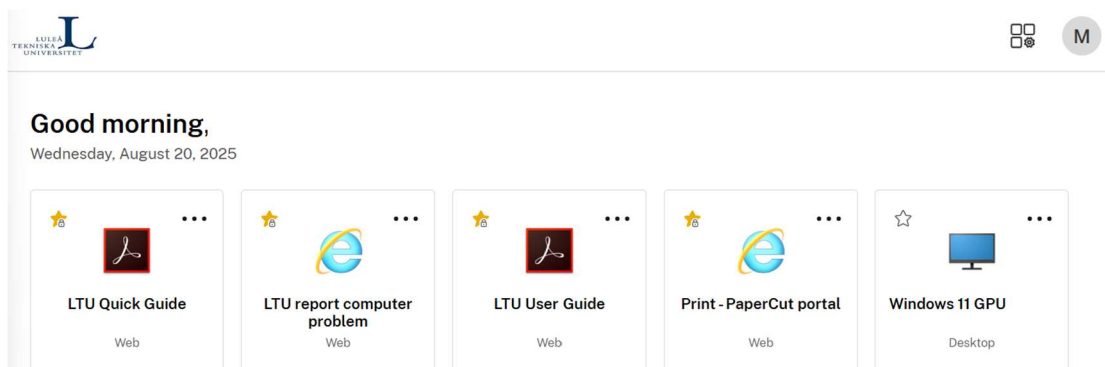 LULEÅ
TEKNISKA
UNIVERSITET
L
M
Good morning,
Wednesday, August 20, 2025
LTU Quick Guide
Web
LTU report computer
problem
Web
LTU User Guide
Web
Print - PaperCut portal
Web
Windows 11 GPU
Desktop